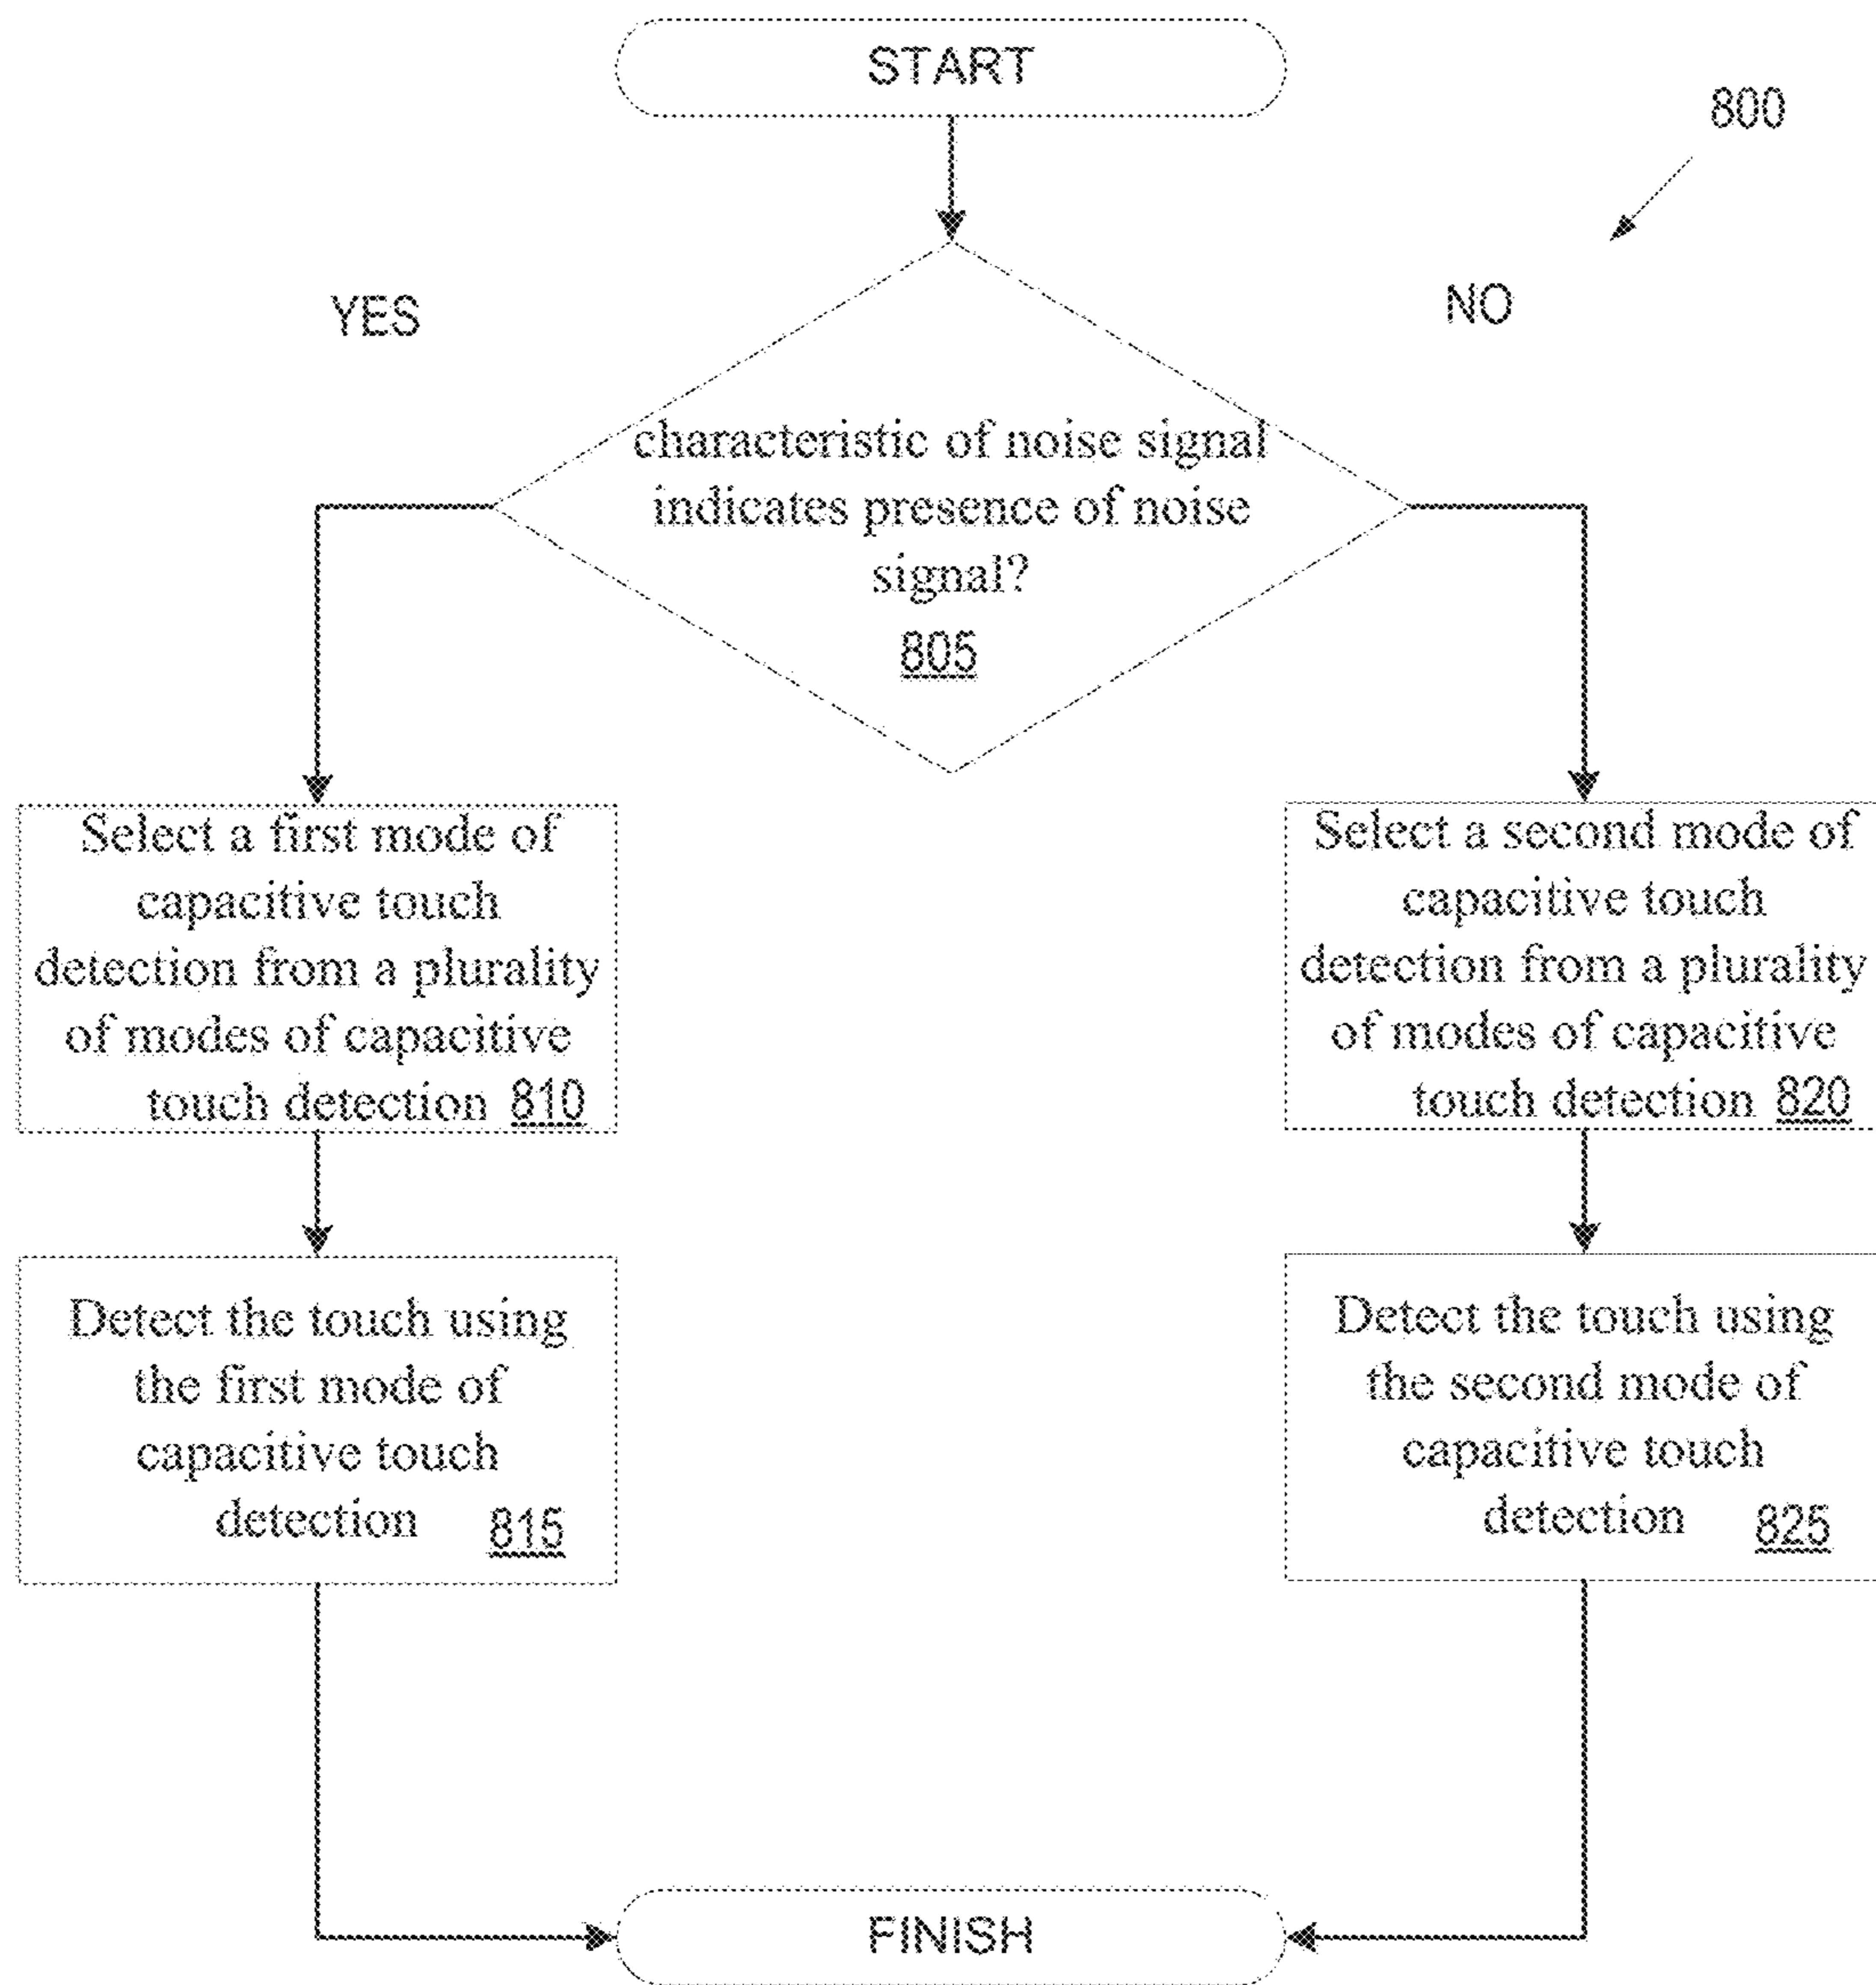 START
800
YES
NO
characteristic of noise signal
indicates presence of noise
signal?
805
Select a first mode of
capacitive touch
detection from a plurality
of modes of capacitive
touch detection 810
Select a second mode of
capacitive touch
detection from a plurality
of modes of capacitive
touch detection 820
Detect the touch using
the first mode of
capacitive touch
detection 815
Detect the touch using
the second mode of
capacitive touch
detection 825
FINISH